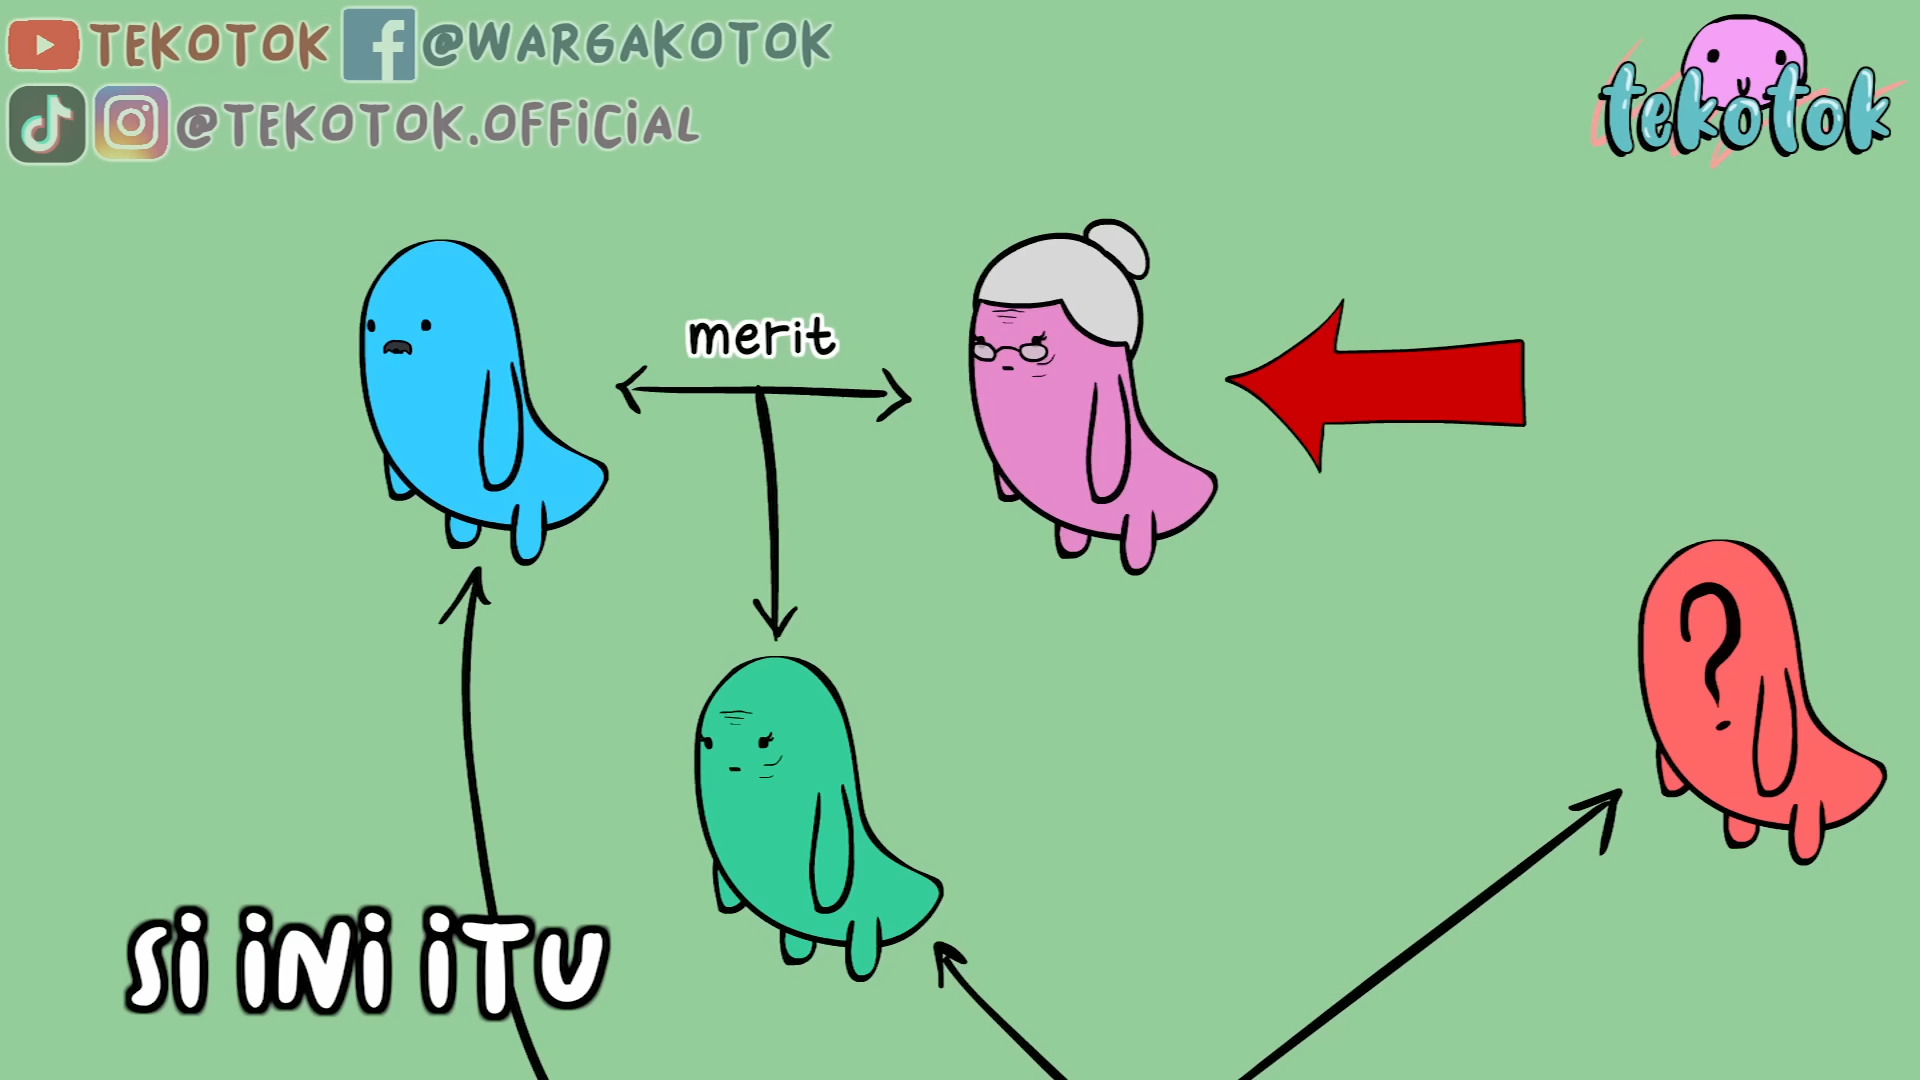 TEKOTOK @WARGAKOTOK
@TEKOTOK.OFFICIAL
tekotok
merit
?
SI INI ITU